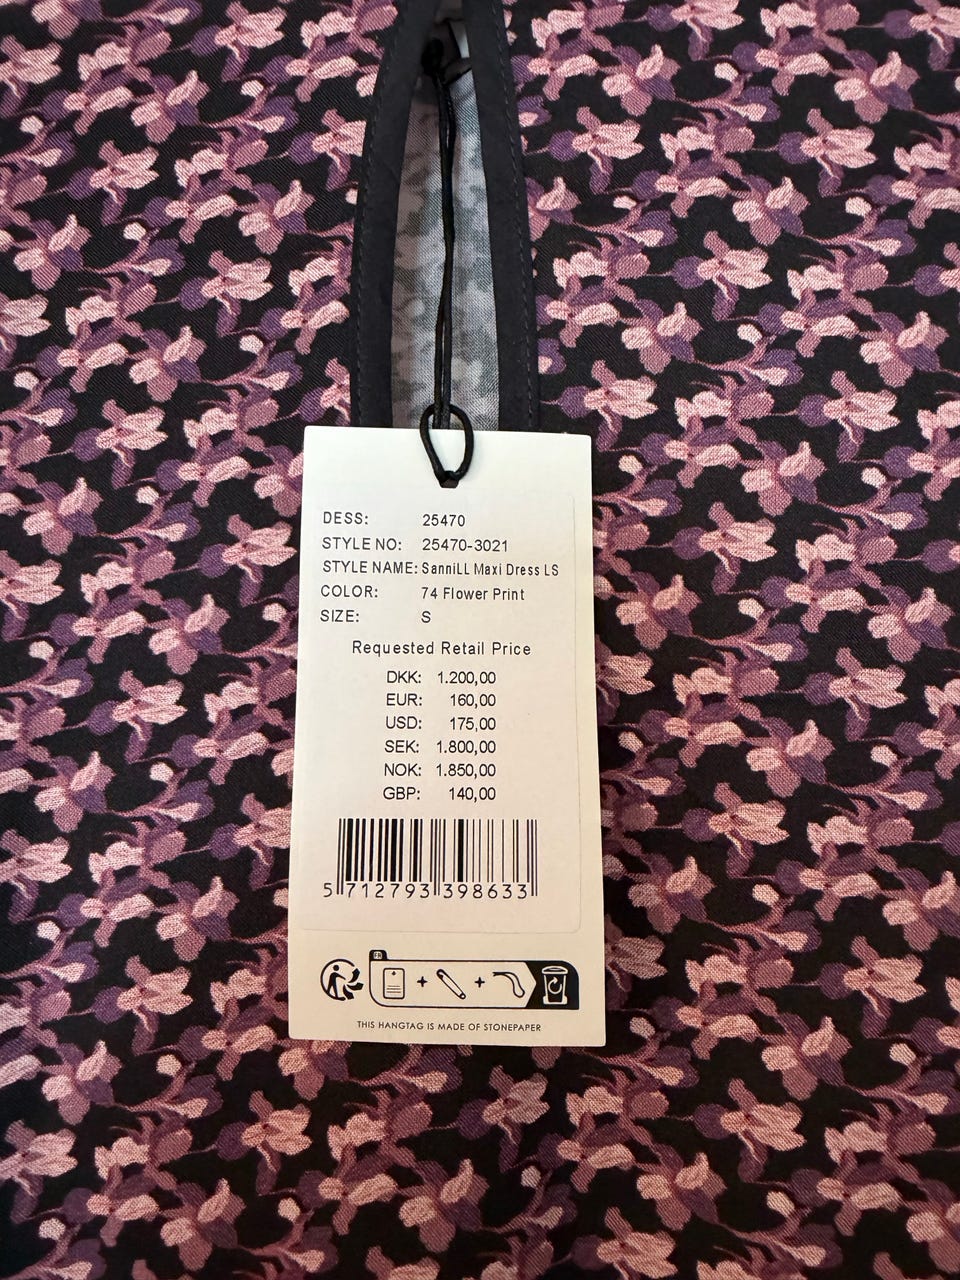 DESS: 25470
STYLE NO: 25470-3021
STYLE NAME: SanniLL Maxi Dress LS
COLOR: 74 Flower Print
SIZE: S
Requested Retail Price
DKK: 1.200,00
EUR: 160,00
USD: 175,00
SEK: 1.800,00
NOK: 1.850,00
GBP: 140,00
5 712793 398633
FR
THIS HANGTAG IS MADE OF STONEPAPER